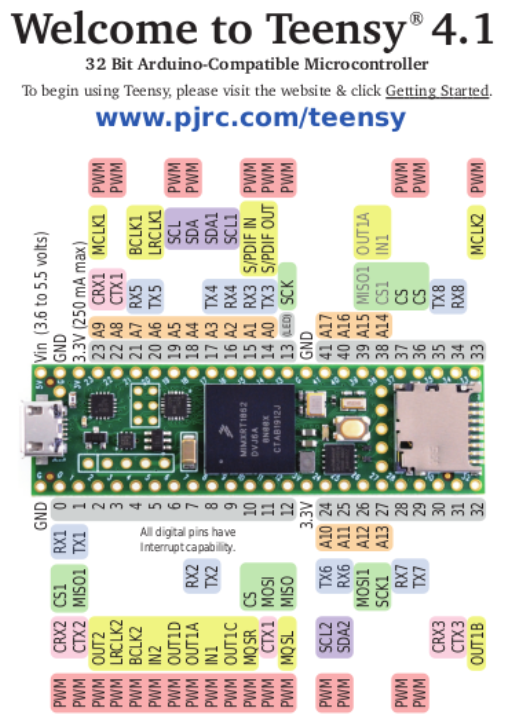 Welcome to Teensy® 4.1
32 Bit Arduino-Compatible Microcontroller
To begin using Teensy, please visit the website & click Getting Started.
www.pjrc.com/teensy
PWM PWM PWM PWM PWM PWM PWM PWM PWM PWM
MCLK1 BCLK1 LRCLK1 SCL SDA SDA1 SCL1 S/PDIF IN S/PDIF OUT OUT1A IN1 MCLK2
CRX1 CTX1 RX5 TX5 TX4 RX4 RX3 TX3 SCK MISO1 CS1 CS CS TX8 RX8
A9 A8 A7 A6 A5 A4 A3 A2 A1 A0 (LED) A17 A16 A15 A14
Vin (3.6 to 5.5 volts) GND 3.3V (250 mA max) 23 22 21 20 19 18 17 16 15 14 13 GND 41 40 39 38 37 36 35 34 33
MIMXRT1062
DVJ6A
CTAB1912J
GND 0 1 2 3 4 5 6 7 8 9 10 11 12 3.3V 24 25 26 27 28 29 30 31 32
RX1 TX1 A10 A11 A12 A13
All digital pins have
Interrupt capability.
RX2 TX2 TX6 RX6 RX7 TX7
CS1 MISO1 CS MOSI MISO MOSI1 SCK1
CRX2 CTX2 OUT2 LRCLK2 BCLK2 IN2 OUT1D OUT1A IN1 OUT1C MQSR CTX1 MQSL SCL2 SDA2 CRX3 CTX3 OUT1B
PWM PWM PWM PWM PWM PWM PWM PWM PWM PWM PWM PWM PWM PWM PWM PWM PWM